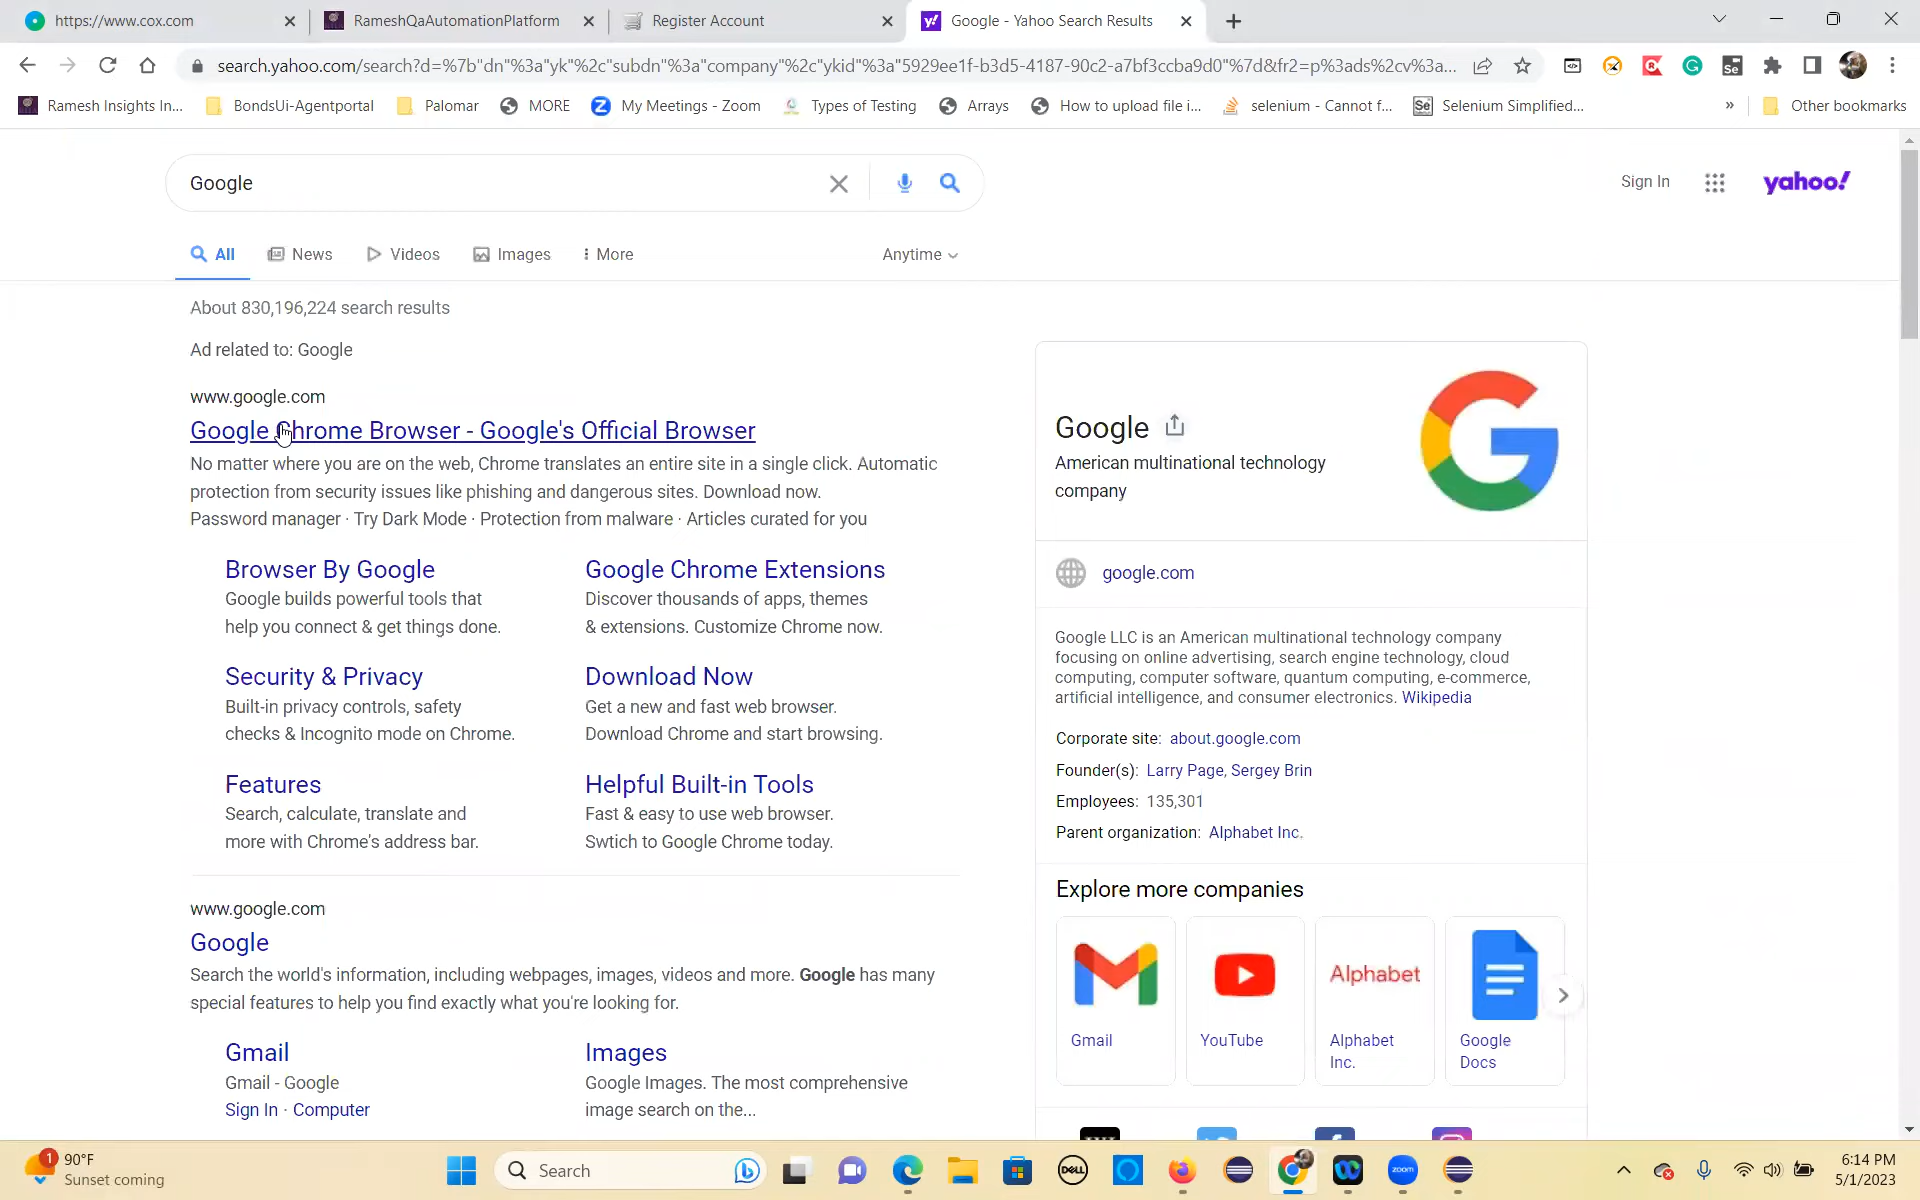 https://www.cox.com
RameshQaAutomationPlatform
Register Account
Google - Yahoo Search Results
search.yahoo.com/search?d=%7b"dn"%3a"yk"%2c"subdn"%3a"company"%2c"ykid"%3a"5929ee1f-b3d5-4187-90c2-a7bf3ccba9d0"%7d&fr2=p%3ads%2cv%3a...
Ramesh Insights In...
BondsUi-Agentportal
Palomar
MORE
My Meetings - Zoom
Types of Testing
Arrays
How to upload file i...
selenium - Cannot f...
Selenium Simplified...
»
Other bookmarks
Google
Sign In
yahoo!
All
News
Videos
Images
More
Anytime
About 830,196,224 search results
Ad related to: Google
www.google.com
Google Chrome Browser - Google's Official Browser
No matter where you are on the web, Chrome translates an entire site in a single click. Automatic
protection from security issues like phishing and dangerous sites. Download now.
Password manager · Try Dark Mode · Protection from malware · Articles curated for you
Browser By Google
Google builds powerful tools that
help you connect & get things done.
Google Chrome Extensions
Discover thousands of apps, themes
& extensions. Customize Chrome now.
Security & Privacy
Built-in privacy controls, safety
checks & Incognito mode on Chrome.
Download Now
Get a new and fast web browser.
Download Chrome and start browsing.
Features
Search, calculate, translate and
more with Chrome's address bar.
Helpful Built-in Tools
Fast & easy to use web browser.
Swtich to Google Chrome today.
www.google.com
Google
Search the world's information, including webpages, images, videos and more. Google has many
special features to help you find exactly what you're looking for.
Gmail
Gmail - Google
Sign In · Computer
Images
Google Images. The most comprehensive
image search on the...
Google
American multinational technology
company
google.com
Google LLC is an American multinational technology company
focusing on online advertising, search engine technology, cloud
computing, computer software, quantum computing, e-commerce,
artificial intelligence, and consumer electronics. Wikipedia
Corporate site: about.google.com
Founder(s): Larry Page, Sergey Brin
Employees: 135,301
Parent organization: Alphabet Inc.
Explore more companies
Gmail
YouTube
Alphabet
Alphabet
Inc.
Google
Docs
1
90°F
Sunset coming
Search
DELL
zoom
6:14 PM
5/1/2023